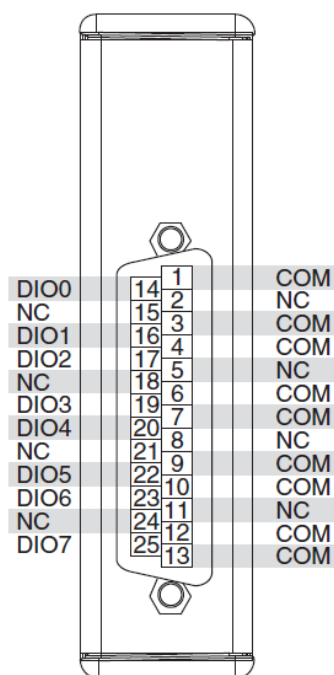 1 COM
DIO0 14
2 NC
NC 15
3 COM
DIO1 16
4 COM
DIO2 17
5 NC
NC 18
6 COM
DIO3 19
7 COM
DIO4 20
8 NC
NC 21
9 COM
DIO5 22
10 COM
DIO6 23
11 NC
NC 24
12 COM
DIO7 25
13 COM